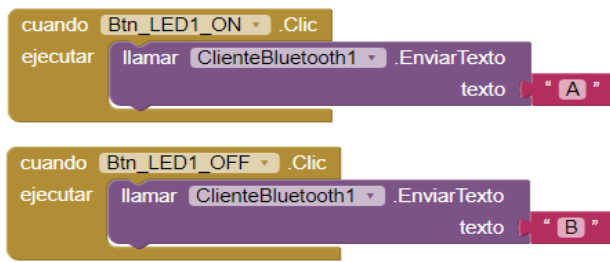 cuando Btn_LED1_ON .Clic
ejecutar llamar ClienteBluetooth1 .EnviarTexto
texto “ A ”
cuando Btn_LED1_OFF .Clic
ejecutar llamar ClienteBluetooth1 .EnviarTexto
texto “ B ”